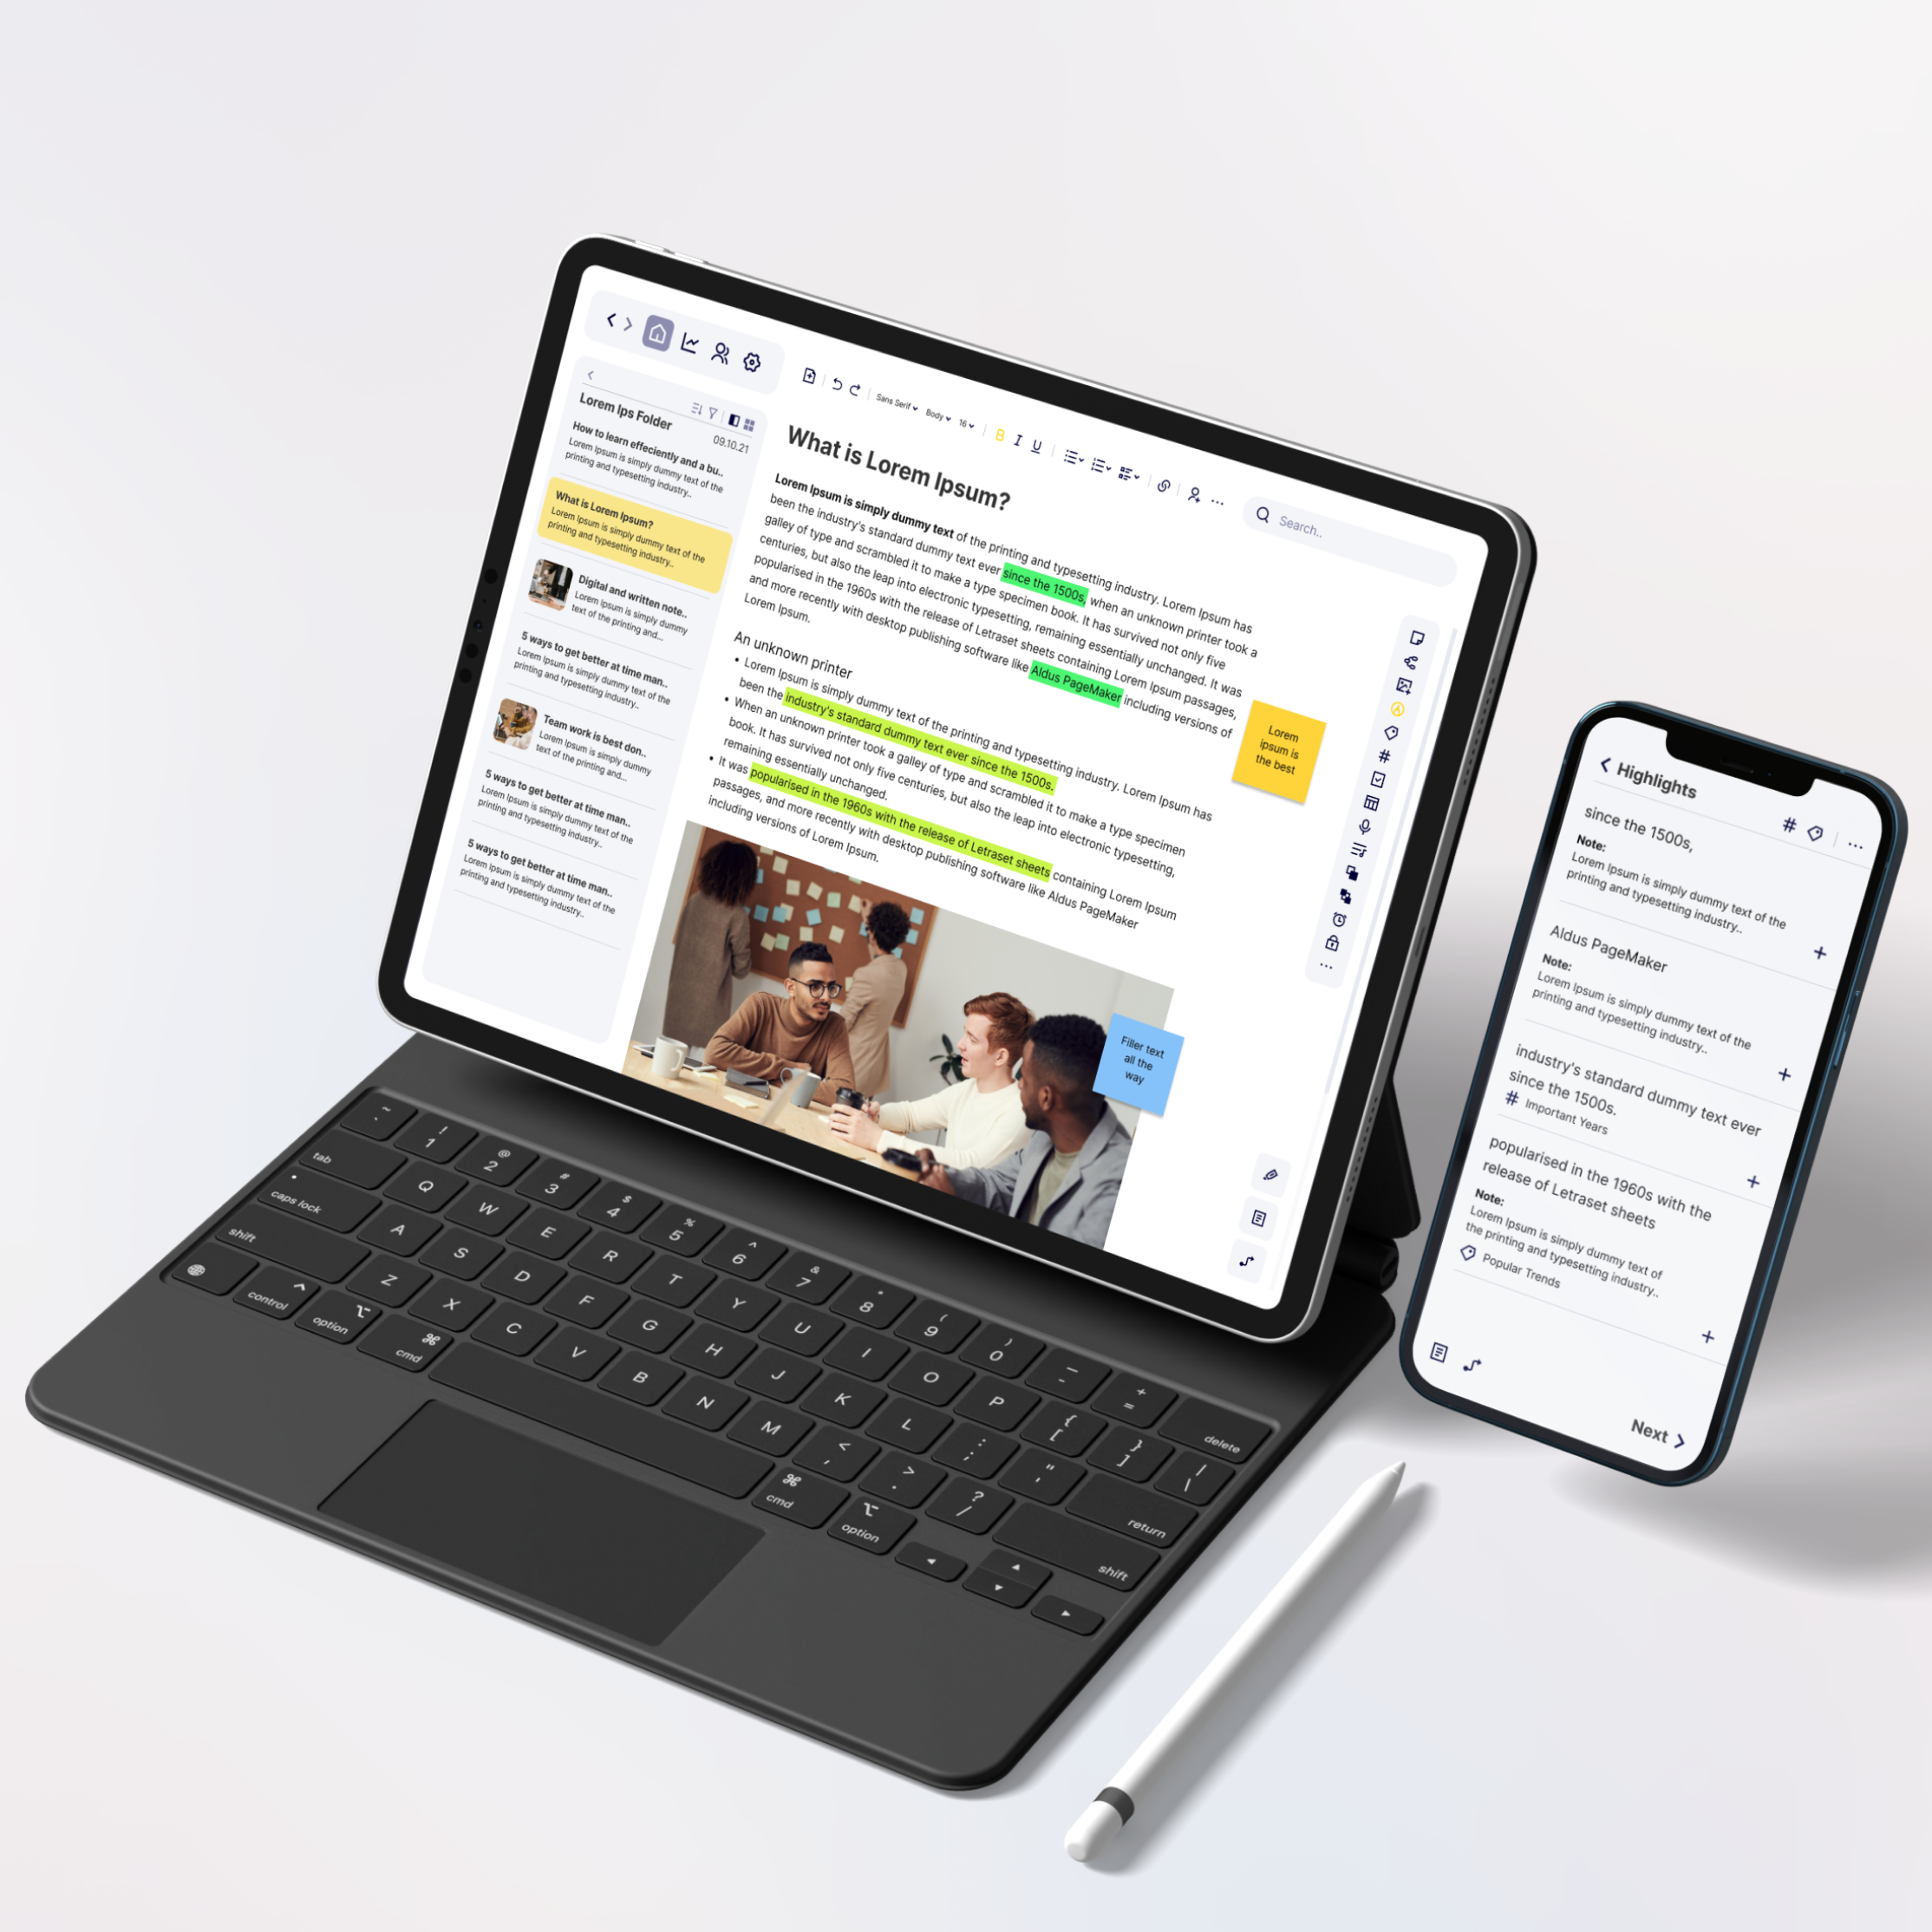 Sans Serif
Body
16
B I U
Search..
Lorem Ips Folder
09.10.21
How to learn effeciently and a bu..
Lorem Ipsum is simply dummy text of the
printing and typesetting industry..
What is Lorem Ipsum?
Lorem Ipsum is simply dummy text of the
printing and typesetting industry..
Digital and written note..
Lorem Ipsum is simply dummy
text of the printing and...
5 ways to get better at time man..
Lorem Ipsum is simply dummy text of the
printing and typesetting industry..
Team work is best don..
Lorem Ipsum is simply dummy
text of the printing and...
5 ways to get better at time man..
Lorem Ipsum is simply dummy text of the
printing and typesetting industry..
5 ways to get better at time man..
Lorem Ipsum is simply dummy text of the
printing and typesetting industry..
What is Lorem Ipsum?
Lorem Ipsum is simply dummy text of the printing and typesetting industry. Lorem Ipsum has
been the industry's standard dummy text ever since the 1500s, when an unknown printer took a
galley of type and scrambled it to make a type specimen book. It has survived not only five
centuries, but also the leap into electronic typesetting, remaining essentially unchanged. It was
popularised in the 1960s with the release of Letraset sheets containing Lorem Ipsum passages,
and more recently with desktop publishing software like Aldus PageMaker including versions of
Lorem Ipsum.
An unknown printer
• Lorem Ipsum is simply dummy text of the printing and typesetting industry. Lorem Ipsum has
been the industry's standard dummy text ever since the 1500s.
• When an unknown printer took a galley of type and scrambled it to make a type specimen
book. It has survived not only five centuries, but also the leap into electronic typesetting,
remaining essentially unchanged.
• It was popularised in the 1960s with the release of Letraset sheets containing Lorem Ipsum
passages, and more recently with desktop publishing software like Aldus PageMaker
including versions of Lorem Ipsum.
Lorem
ipsum is
the best
Filler text
all the
way
Highlights
since the 1500s,
Note:
Lorem Ipsum is simply dummy text of the
printing and typesetting industry..
Aldus PageMaker
Note:
Lorem Ipsum is simply dummy text of the
printing and typesetting industry..
industry's standard dummy text ever
since the 1500s.
# Important Years
popularised in the 1960s with the
release of Letraset sheets
Note:
Lorem Ipsum is simply dummy text of
the printing and typesetting industry..
Popular Trends
Next
~ ! @ # $ % ^ & * ( ) _ +
. 1 2 3 4 5 6 7 8 9 0 - = delete
tab Q W E R T Y U I O P { [ } ] | \
caps lock A S D F G H J K L : ; " ' return
shift Z X C V B N M < , > . ? / shift
control option cmd cmd option